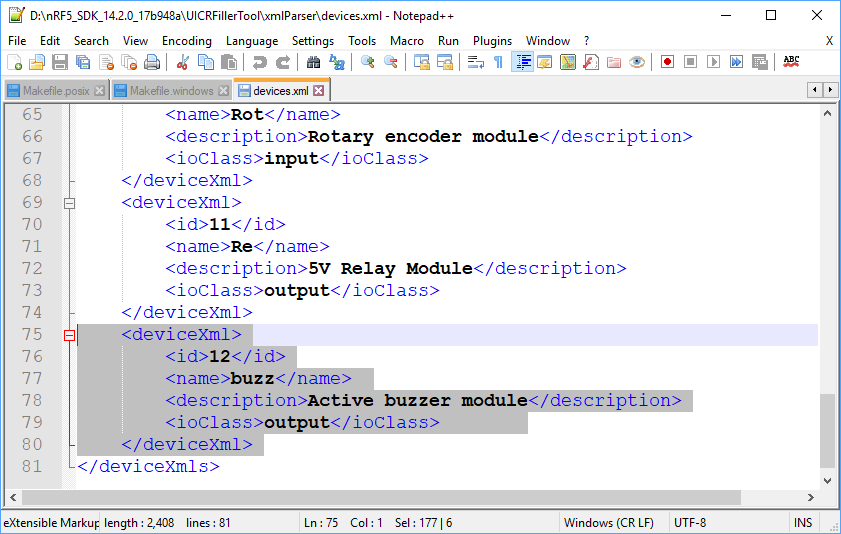 D:\nRF5_SDK_14.2.0_17b948a\UICRFillerTool\xmlParser\devices.xml - Notepad++
File Edit Search View Encoding Language Settings Tools Macro Run Plugins Window ? X
ABC
Makefile.posix Makefile.windows devices.xml
65 <name>Rot</name>
66 <description>Rotary encoder module</description>
67 <ioClass>input</ioClass>
68 </deviceXml>
69 <deviceXml>
70 <id>11</id>
71 <name>Re</name>
72 <description>5V Relay Module</description>
73 <ioClass>output</ioClass>
74 </deviceXml>
75 <deviceXml>
76 <id>12</id>
77 <name>buzz</name>
78 <description>Active buzzer module</description>
79 <ioClass>output</ioClass>
80 </deviceXml>
81 </deviceXmls>
eXtensible Markup length : 2,408 lines : 81 Ln : 75 Col : 1 Sel : 177 | 6 Windows (CR LF) UTF-8 INS